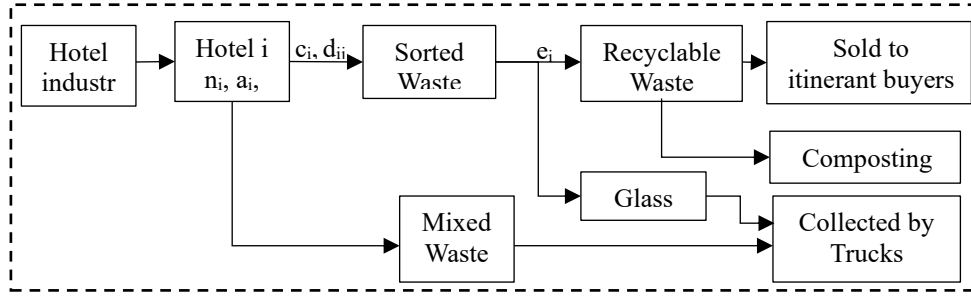 Hotel
industr
Hotel i
nᵢ, aᵢ,
cᵢ, dᵢᵢ
Sorted
Waste
eᵢ
Recyclable
Waste
Sold to
itinerant buyers
Composting
Glass
Mixed
Waste
Collected by
Trucks